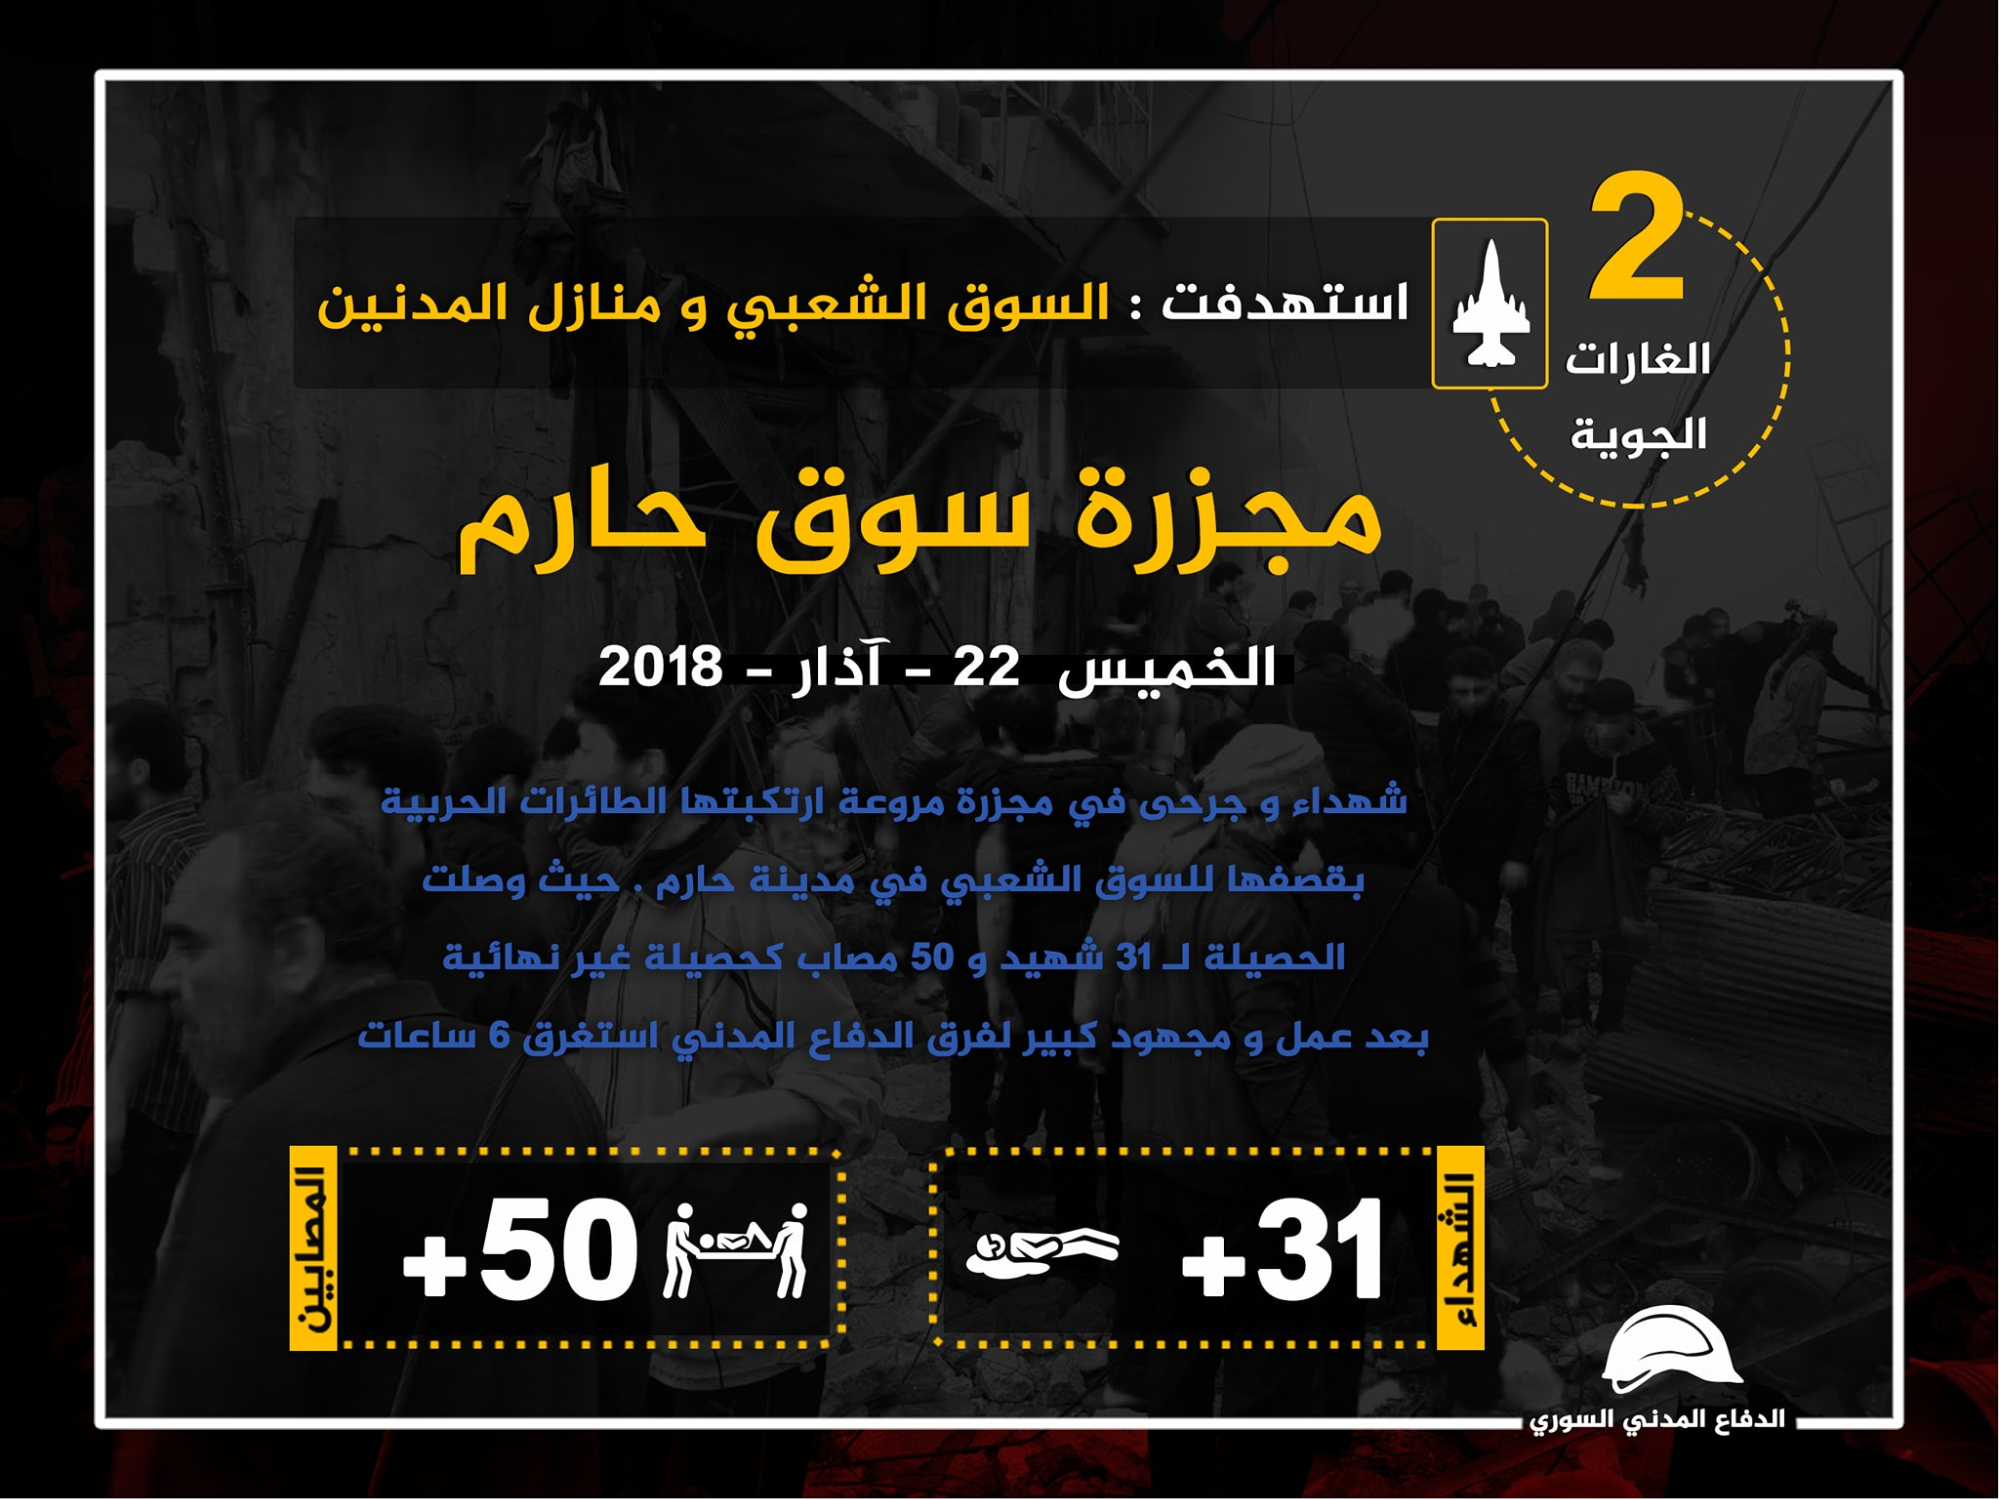 2
الغارات
الجوية
استهدفت : السوق الشعبي و منازل المدنين
مجزرة سوق حارم
الخميس 22 - آذار - 2018
شهداء و جرحى في مجزرة مروعة ارتكبتها الطائرات الحربية
بقصفها للسوق الشعبي في مدينة حارم . حيث وصلت
الحصيلة لـ 31 شهيد و 50 مصاب كحصيلة غير نهائية
بعد عمل و مجهود كبير لفرق الدفاع المدني استغرق 6 ساعات
الشهداء
+31
المصابين
+50
الدفاع المدني السوري